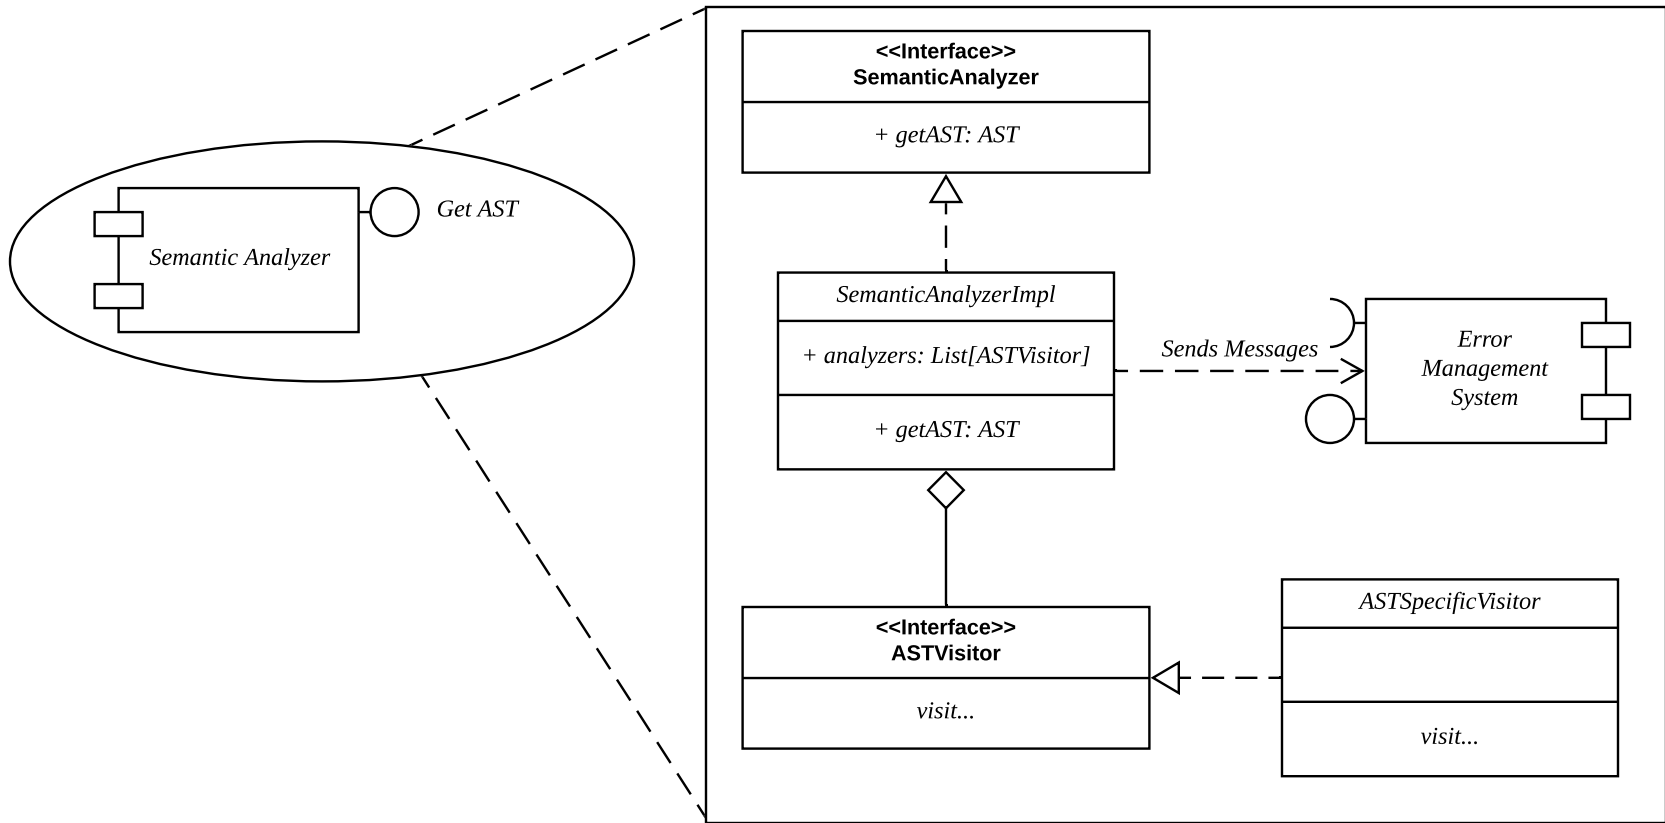 Semantic Analyzer
Get AST
<<Interface>>
SemanticAnalyzer
+ getAST: AST
SemanticAnalyzerImpl
+ analyzers: List[ASTVisitor]
+ getAST: AST
Sends Messages
Error
Management
System
<<Interface>>
ASTVisitor
visit...
ASTSpecificVisitor
visit...